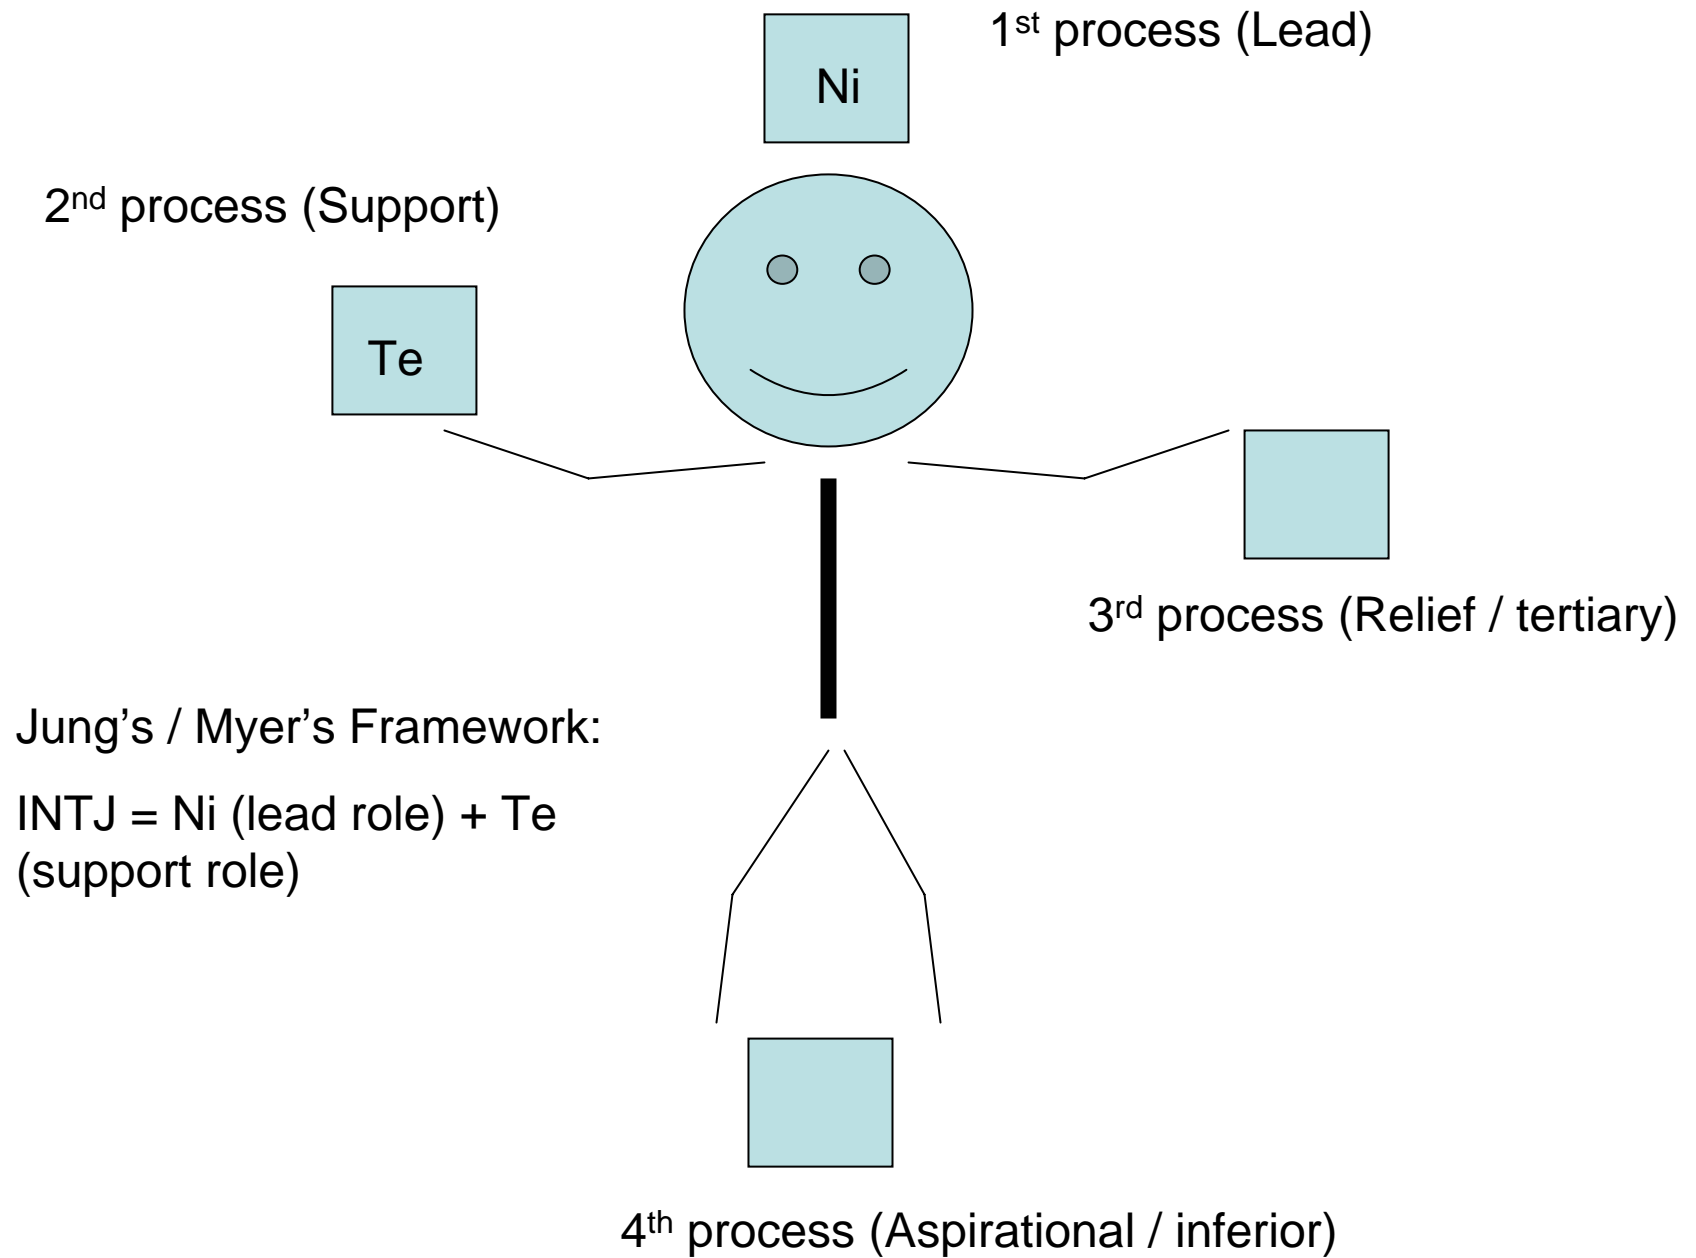 1st process (Lead)
Ni
2nd process (Support)
Te
3rd process (Relief / tertiary)
Jung’s / Myer’s Framework:
INTJ = Ni (lead role) + Te
(support role)
4th process (Aspirational / inferior)